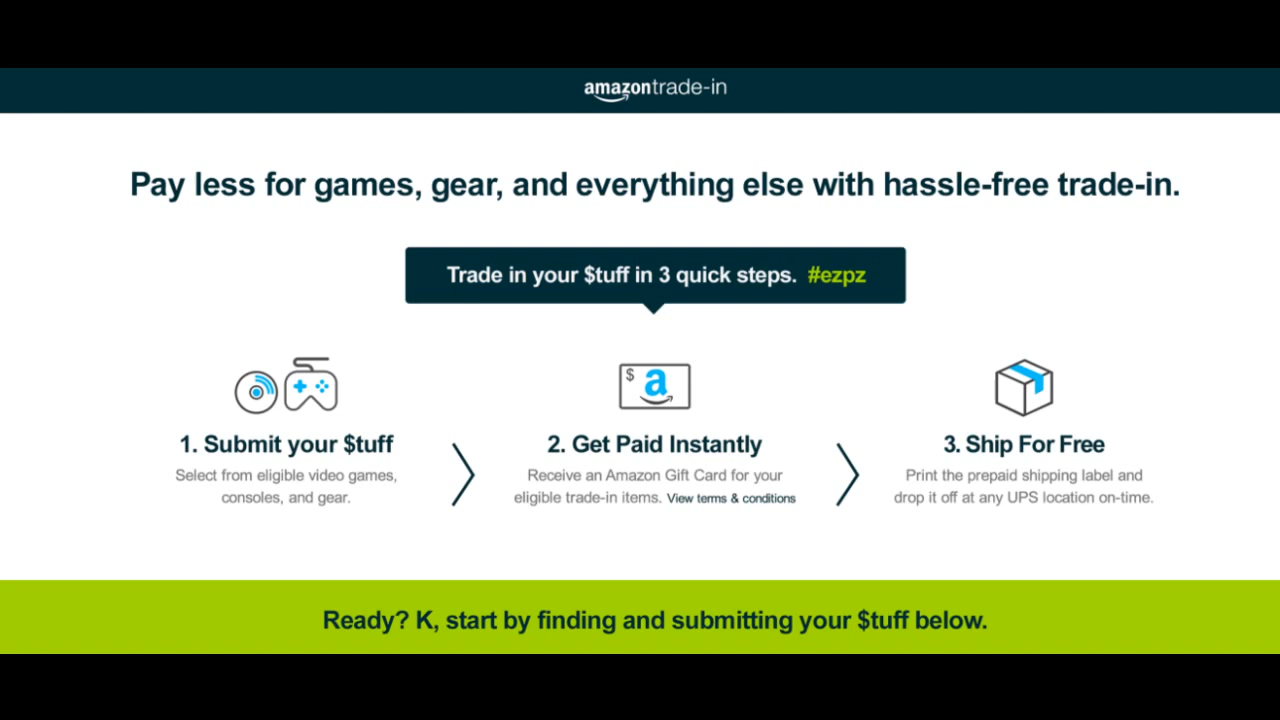 amazontrade-in
Pay less for games, gear, and everything else with hassle-free trade-in.
Trade in your $tuff in 3 quick steps. #ezpz
$ a
1. Submit your $tuff
Select from eligible video games,
consoles, and gear.
2. Get Paid Instantly
Receive an Amazon Gift Card for your
eligible trade-in items. View terms & conditions
3. Ship For Free
Print the prepaid shipping label and
drop it off at any UPS location on-time.
Ready? K, start by finding and submitting your $tuff below.